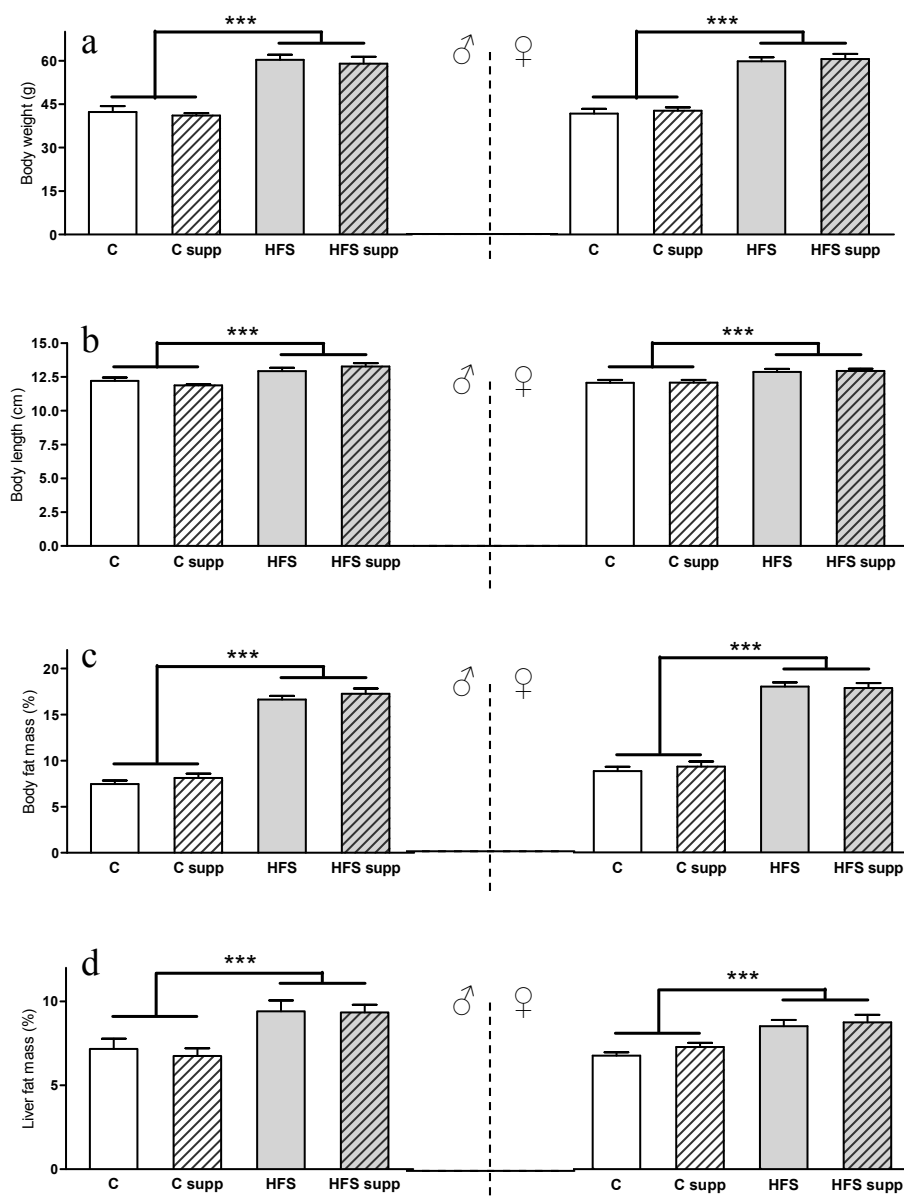 a
Body weight (g)
60
45
30
15
0
***
♂
♀
***
C
C supp
HFS
HFS supp
C
C supp
HFS
HFS supp
b
Body length (cm)
15.0
12.5
10.0
7.5
5.0
2.5
0.0
***
♂
♀
***
C
C supp
HFS
HFS supp
C
C supp
HFS
HFS supp
c
Body fat mass (%)
20
15
10
5
0
***
♂
♀
***
C
C supp
HFS
HFS supp
C
C supp
HFS
HFS supp
d
Liver fat mass (%)
10
5
0
***
♂
♀
***
C
C supp
HFS
HFS supp
C
C supp
HFS
HFS supp